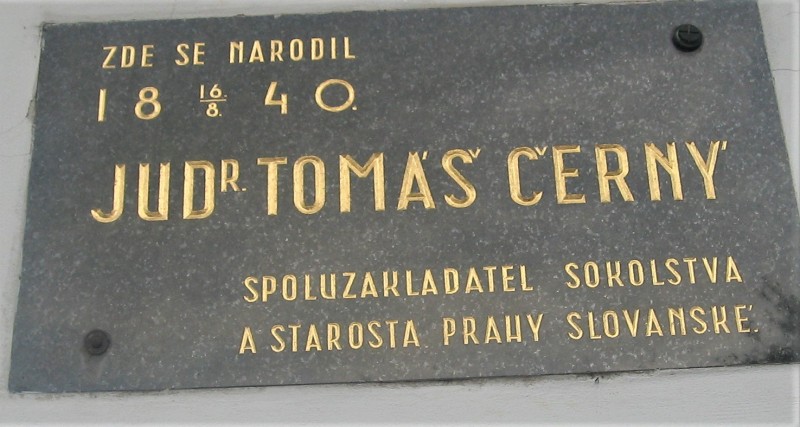 ZDE SE NARODIL
18 16./8. 40.
JUDR. TOMÁŠ ČERNÝ
SPOLUZAKLADATEL SOKOLSTVA
A STAROSTA PRAHY SLOVANSKÉ.